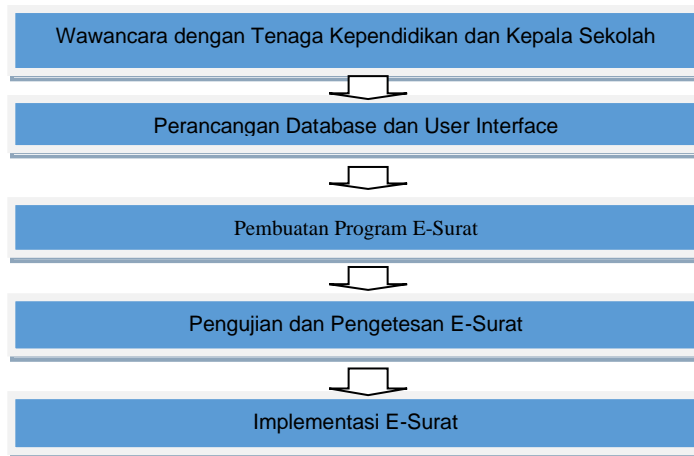 Wawancara dengan Tenaga Kependidikan dan Kepala Sekolah
Perancangan Database dan User Interface
Pembuatan Program E-Surat
Pengujian dan Pengetesan E-Surat
Implementasi E-Surat